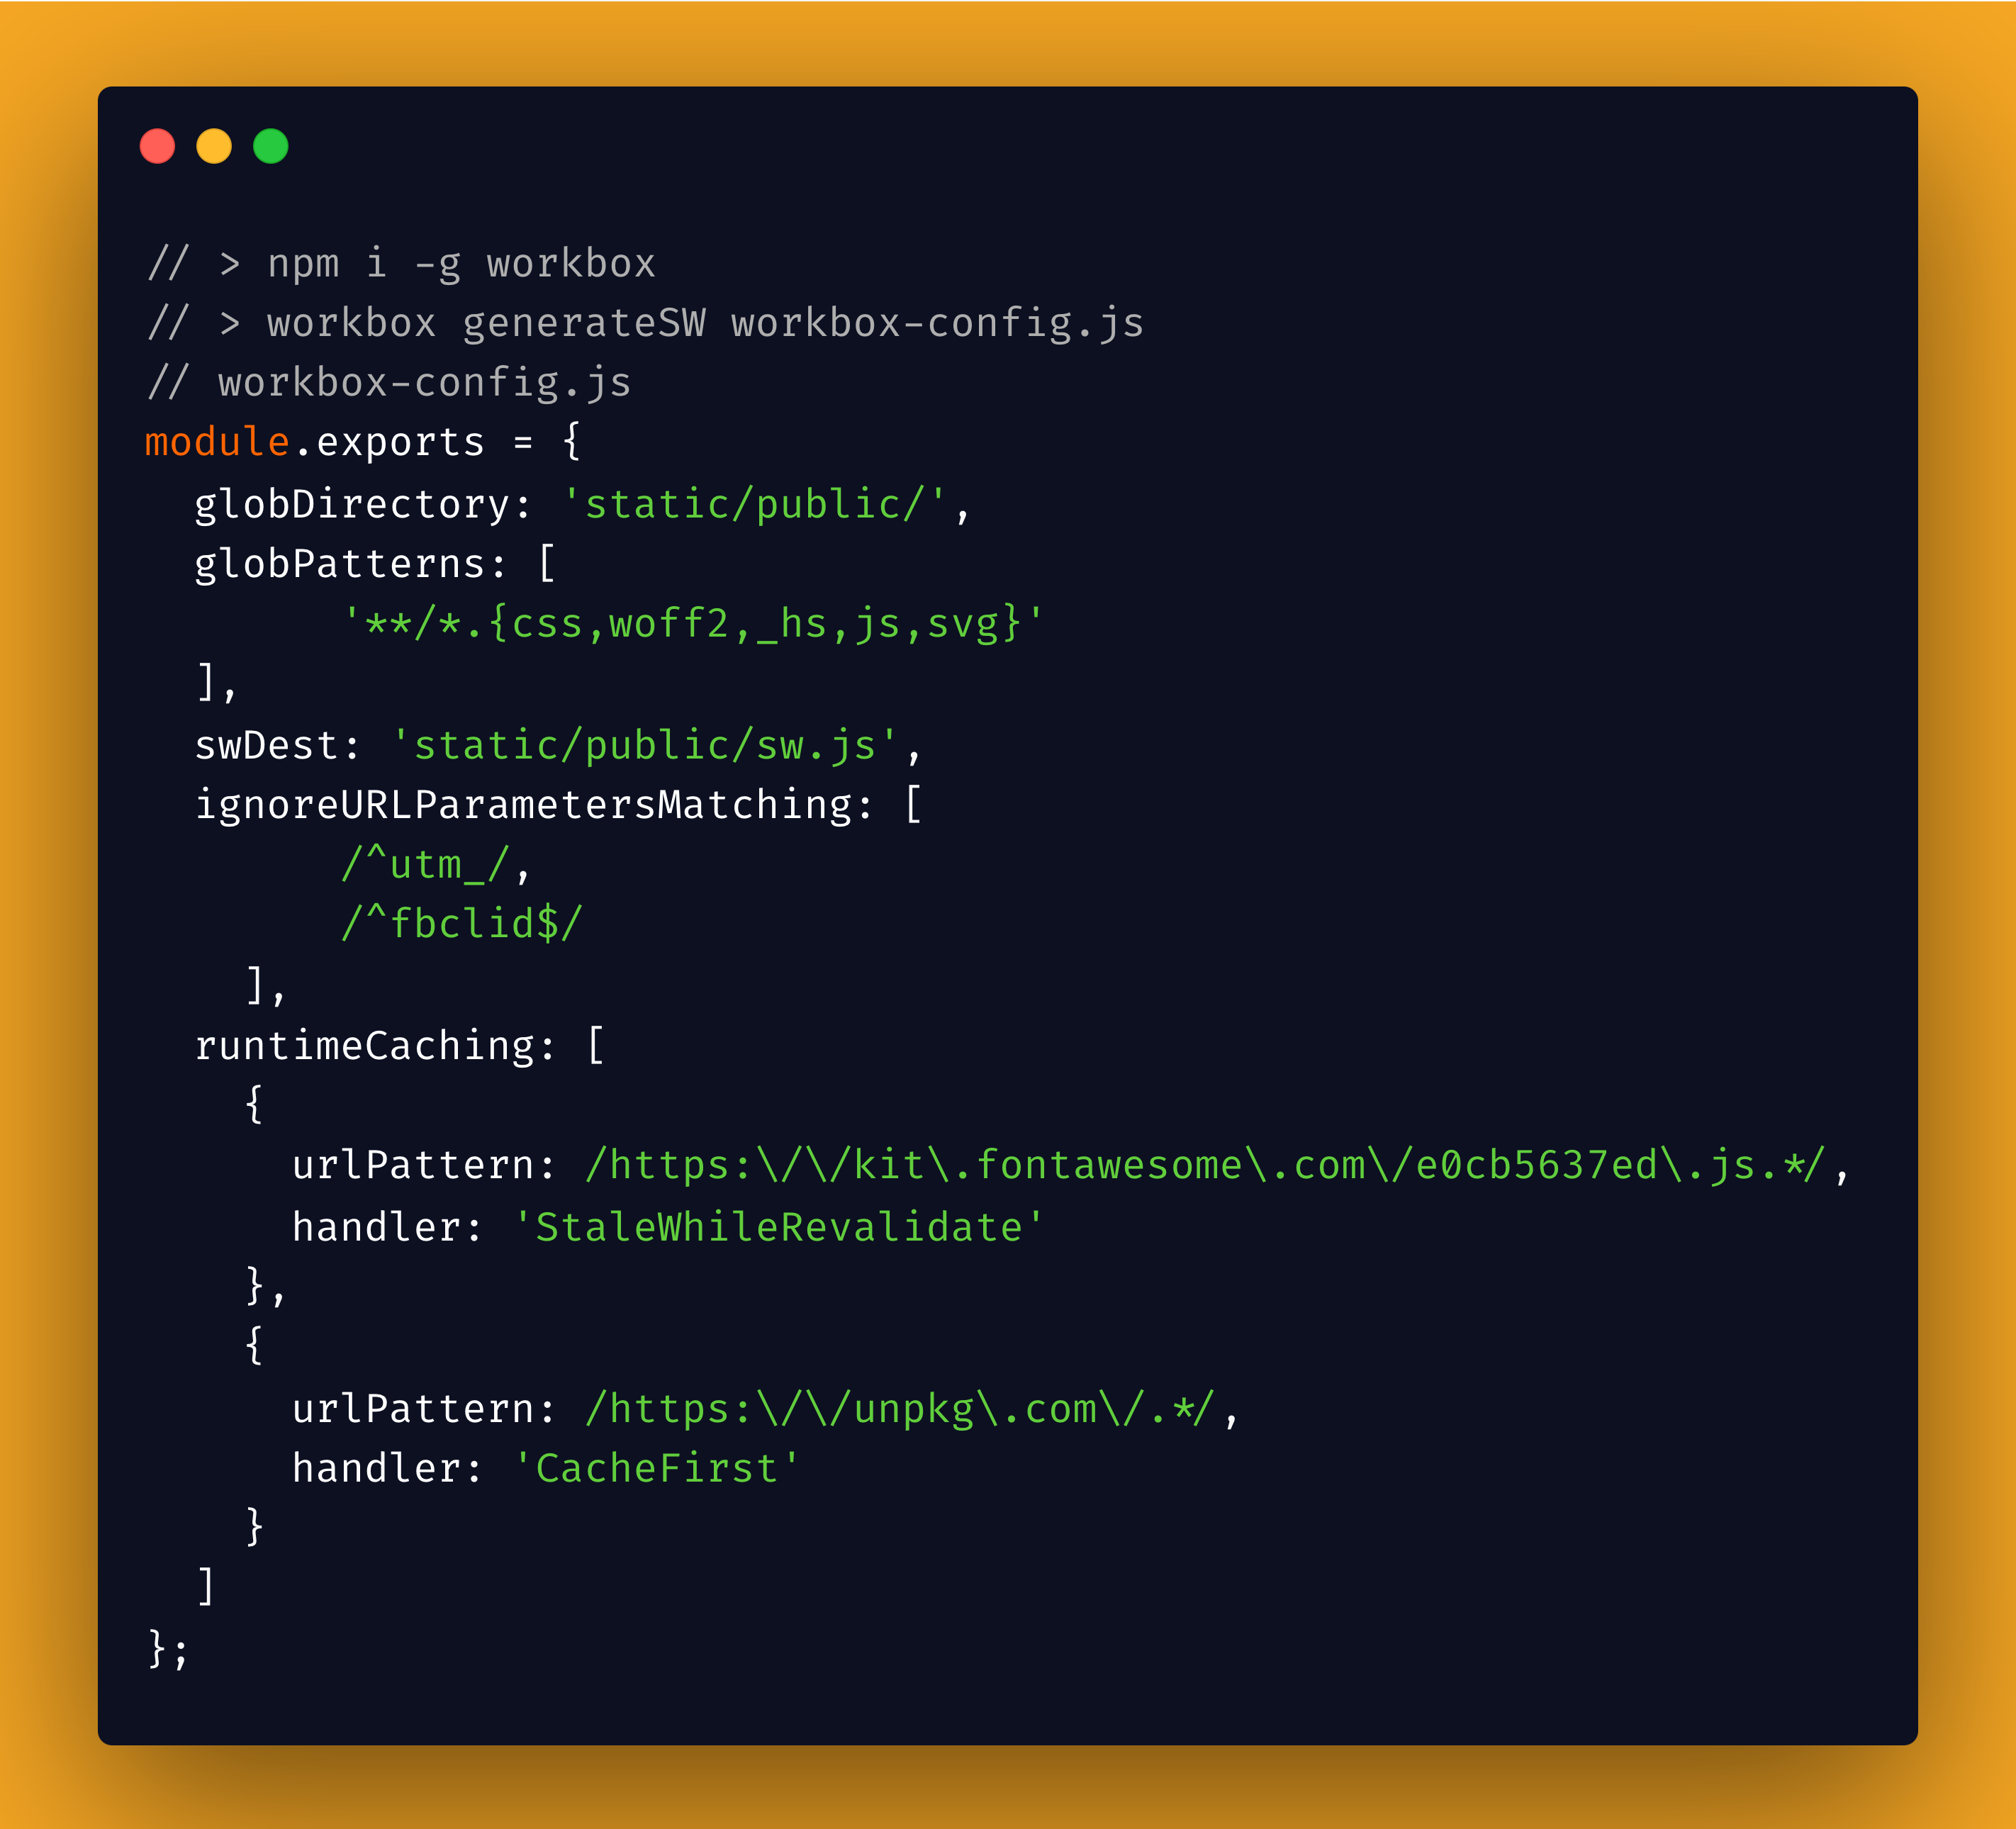 // > npm i -g workbox
// > workbox generateSW workbox-config.js
// workbox-config.js
module.exports = {
  globDirectory: 'static/public/',
  globPatterns: [
        '**/*.{css,woff2,_hs,js,svg}'
  ],
  swDest: 'static/public/sw.js',
  ignoreURLParametersMatching: [
        /^utm_/,
        /^fbclid$/
    ],
  runtimeCaching: [
    {
      urlPattern: /https:\/\/kit\.fontawesome\.com\/e0cb5637ed\.js.*/,
      handler: 'StaleWhileRevalidate'
    },
    {
      urlPattern: /https:\/\/unpkg\.com\/.*/,
      handler: 'CacheFirst'
    }
  ]
};